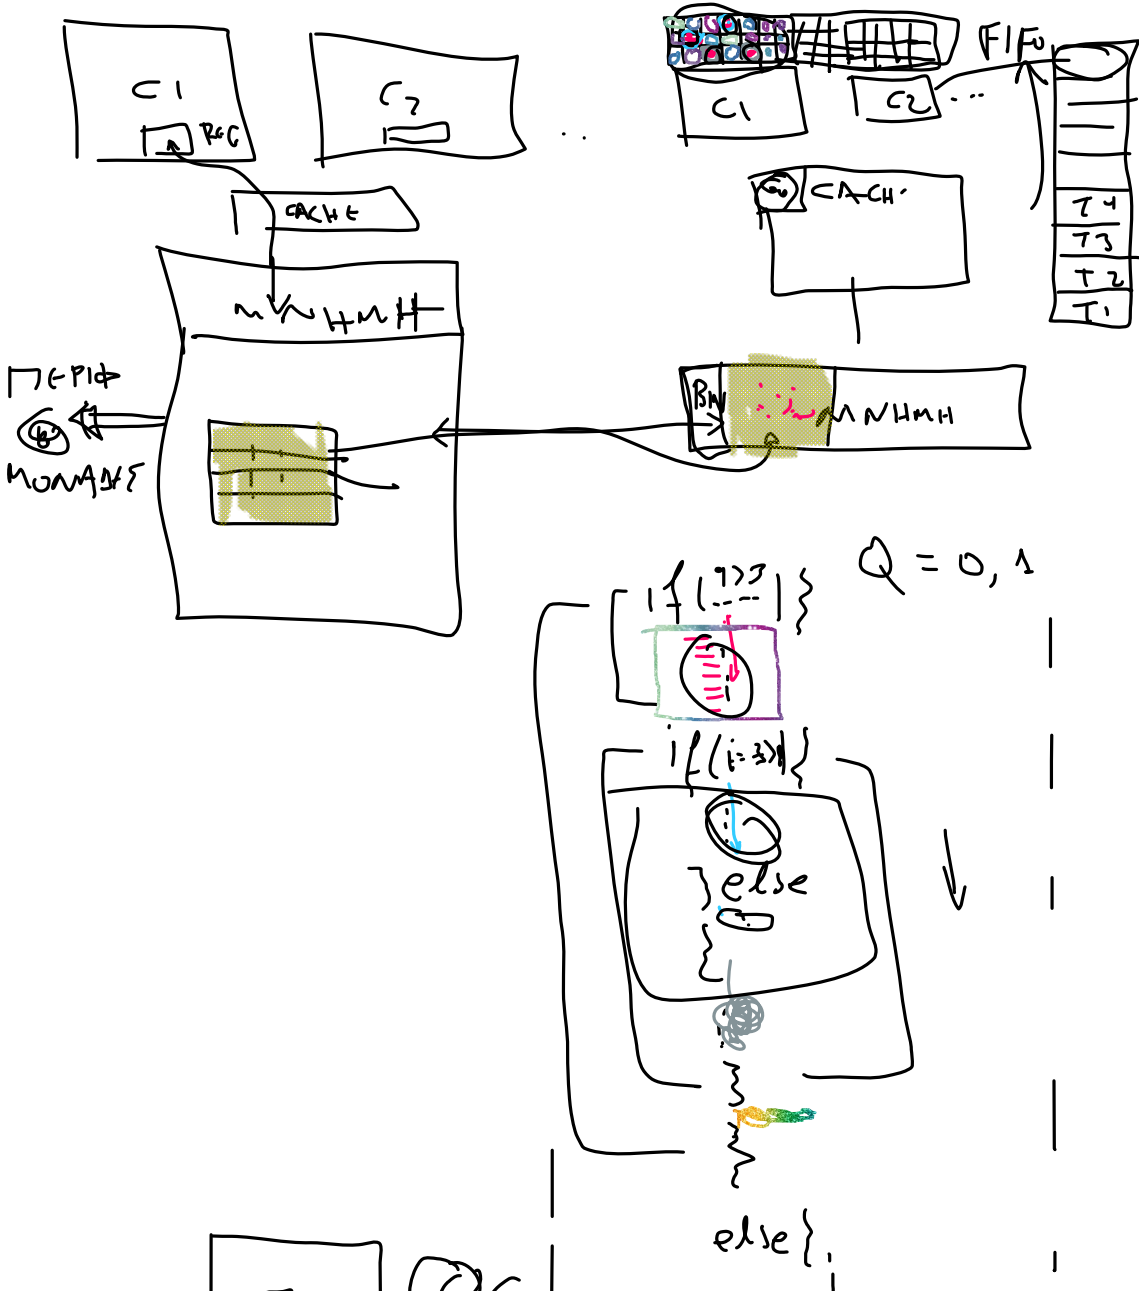 C1
REG
C2
CACHE
ΜΝΗΜΗ
ΠΕΡΙΦ
ΜΟΝΑΔΕΣ
FIFO
C1
C2 ...
CACH
T4
T3
T2
T1
ΜΝΗΜΗ
Q = 0, 1
if (
if (
} else
else {